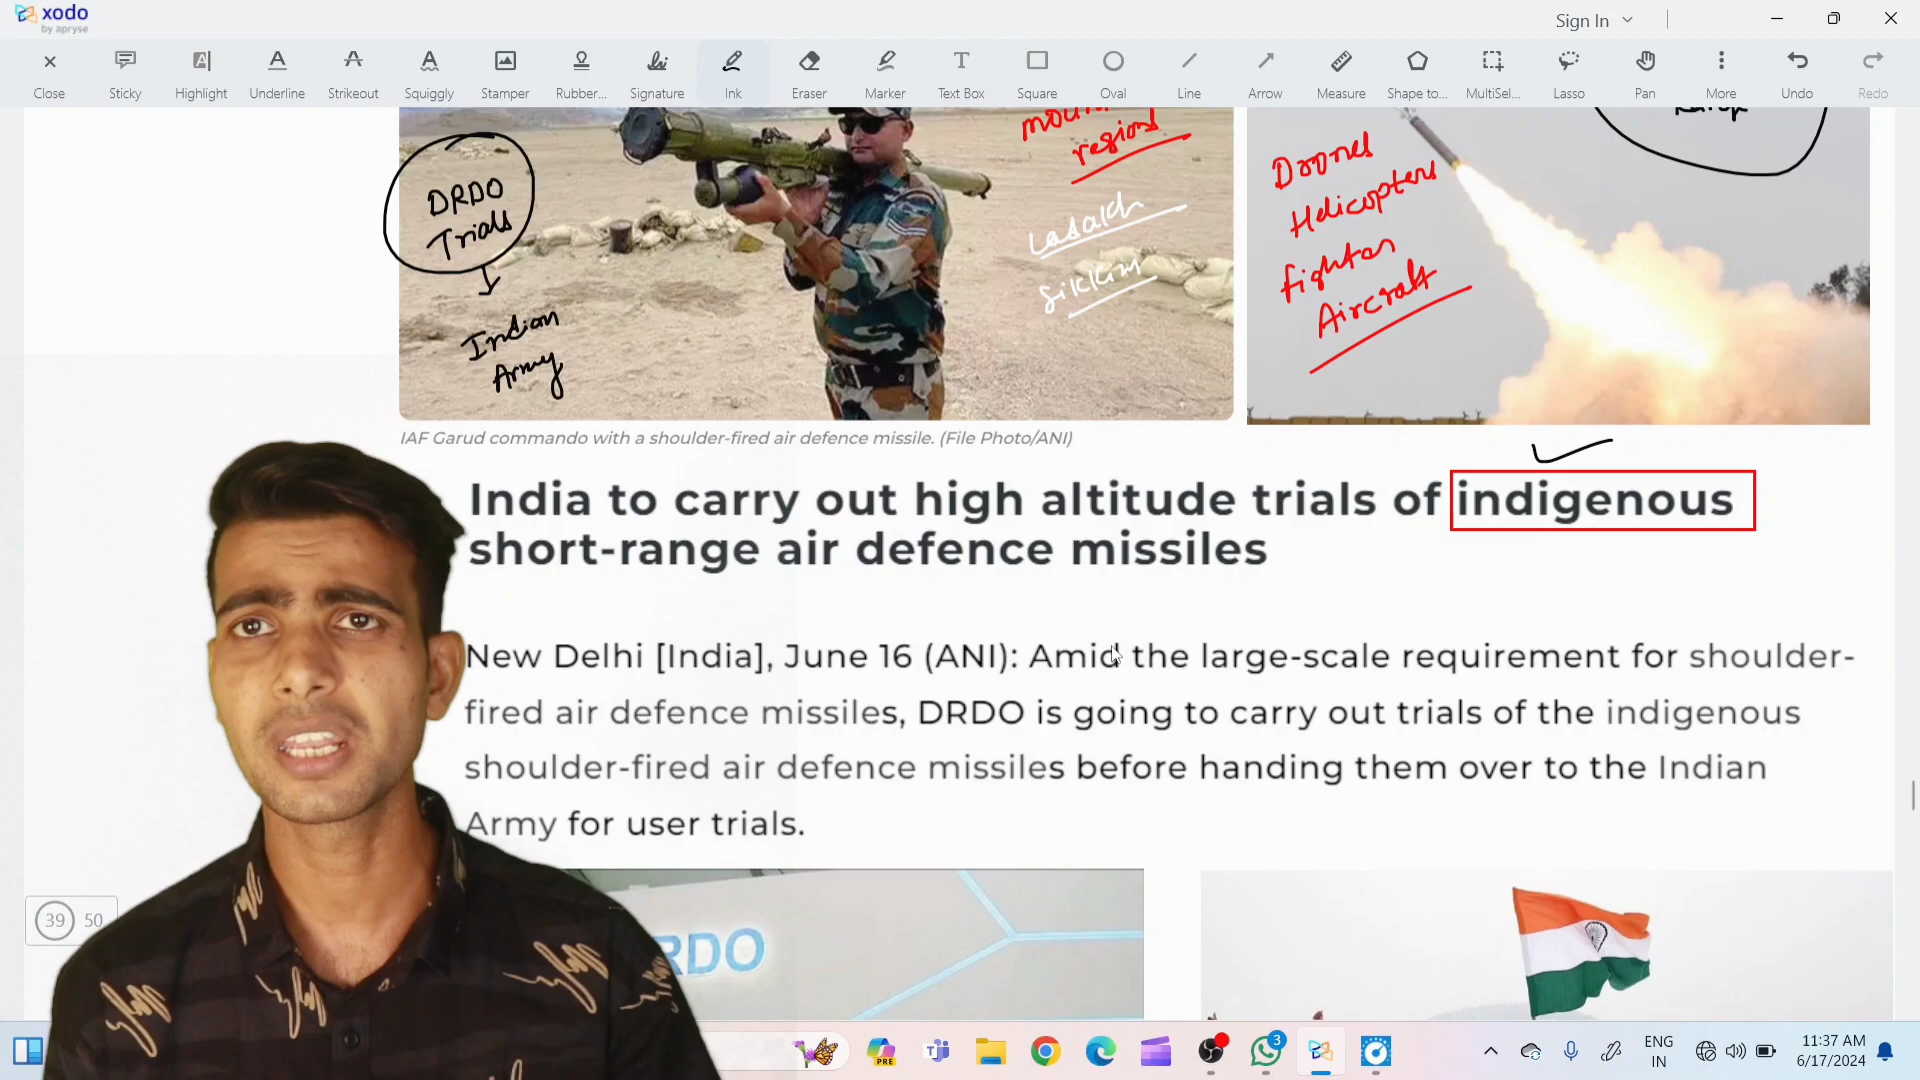 xodo
by apryse
Sign In
Close
Sticky
Highlight
Underline
Strikeout
Squiggly
Stamper
Rubber...
Signature
Ink
Eraser
Marker
Text Box
Square
Oval
Line
Arrow
Measure
Shape to...
MultiSel...
Lasso
Pan
More
Undo
Redo
DRDO
Trials
Indian
Army
regions
Ladakh
Sikkim
Drones
Helicopters
fighter
Aircraft
IAF Garud commando with a shoulder-fired air defence missile. (File Photo/ANI)
India to carry out high altitude trials of indigenous
short-range air defence missiles
New Delhi [India], June 16 (ANI): Amid the large-scale requirement for shoulder-
fired air defence missiles, DRDO is going to carry out trials of the indigenous
shoulder-fired air defence missiles before handing them over to the Indian
Army for user trials.
39 50
RDO
PRE
3
ENG
IN
11:37 AM
6/17/2024